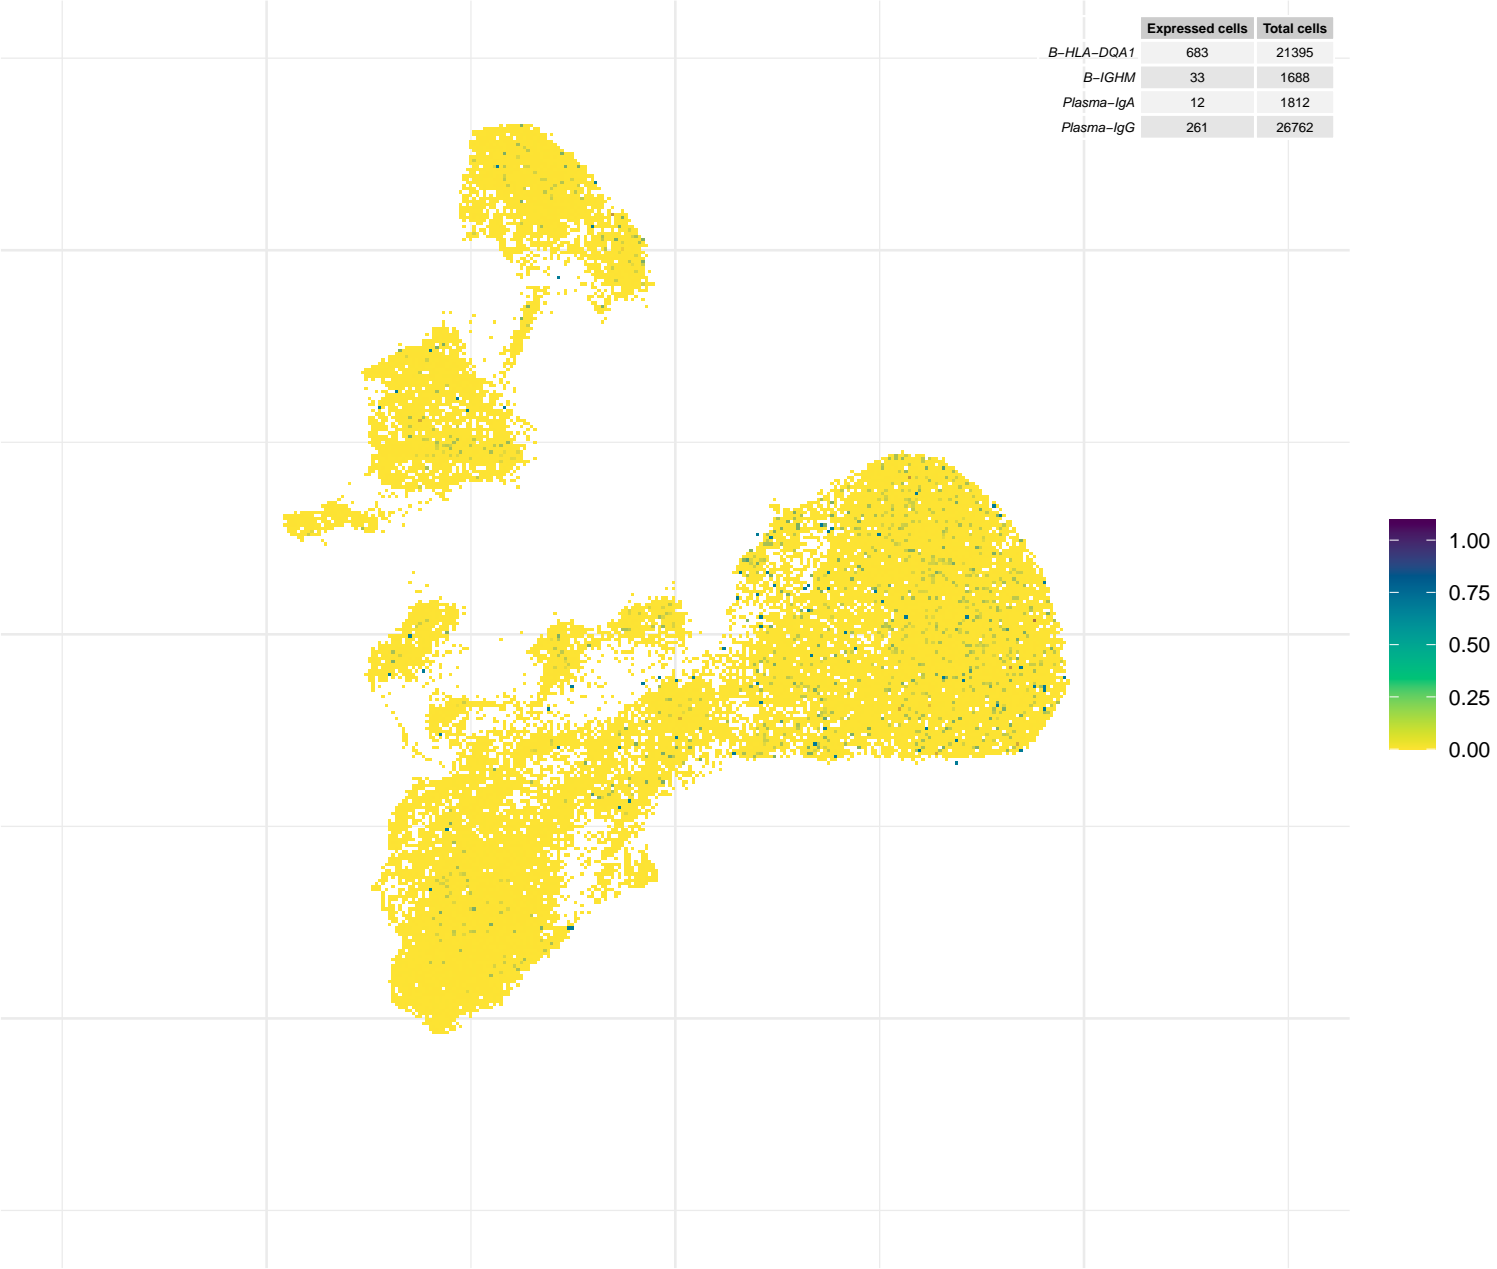 Expressed cells Total cells
B−HLA−DQA1 683 21395
B−IGHM 33 1688
Plasma−IgA 12 1812
Plasma−IgG 261 26762
1.00
0.75
0.50
0.25
0.00